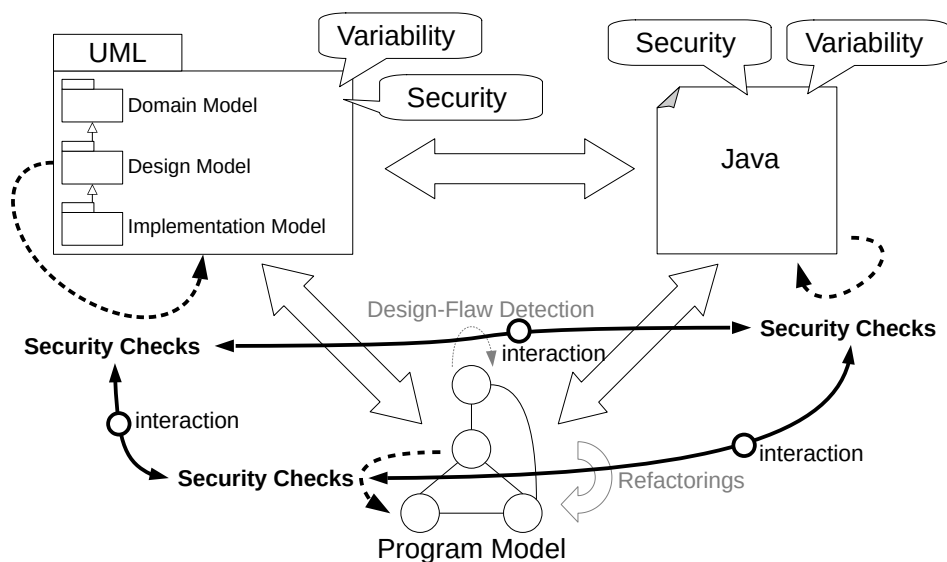 UML
Variability
Security
Variability
Security
Domain Model
Design Model
Implementation Model
Java
Design-Flaw Detection
interaction
Security Checks
Security Checks
interaction
Security Checks
interaction
Refactorings
Program Model